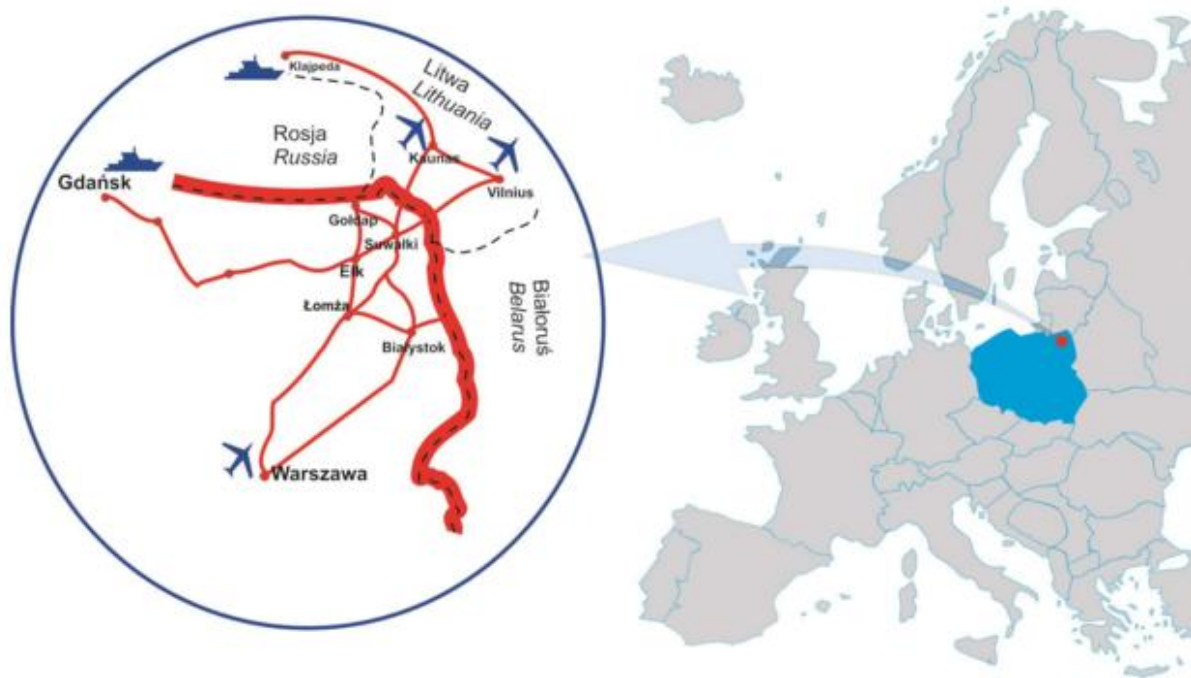 Klajpeda
Litwa
Lithuania
Rosja
Russia
Kaunas
Gdańsk
Vilnius
Gołdap
Suwałki
Ełk
Łomża
Białoruś
Belarus
Białystok
Warszawa